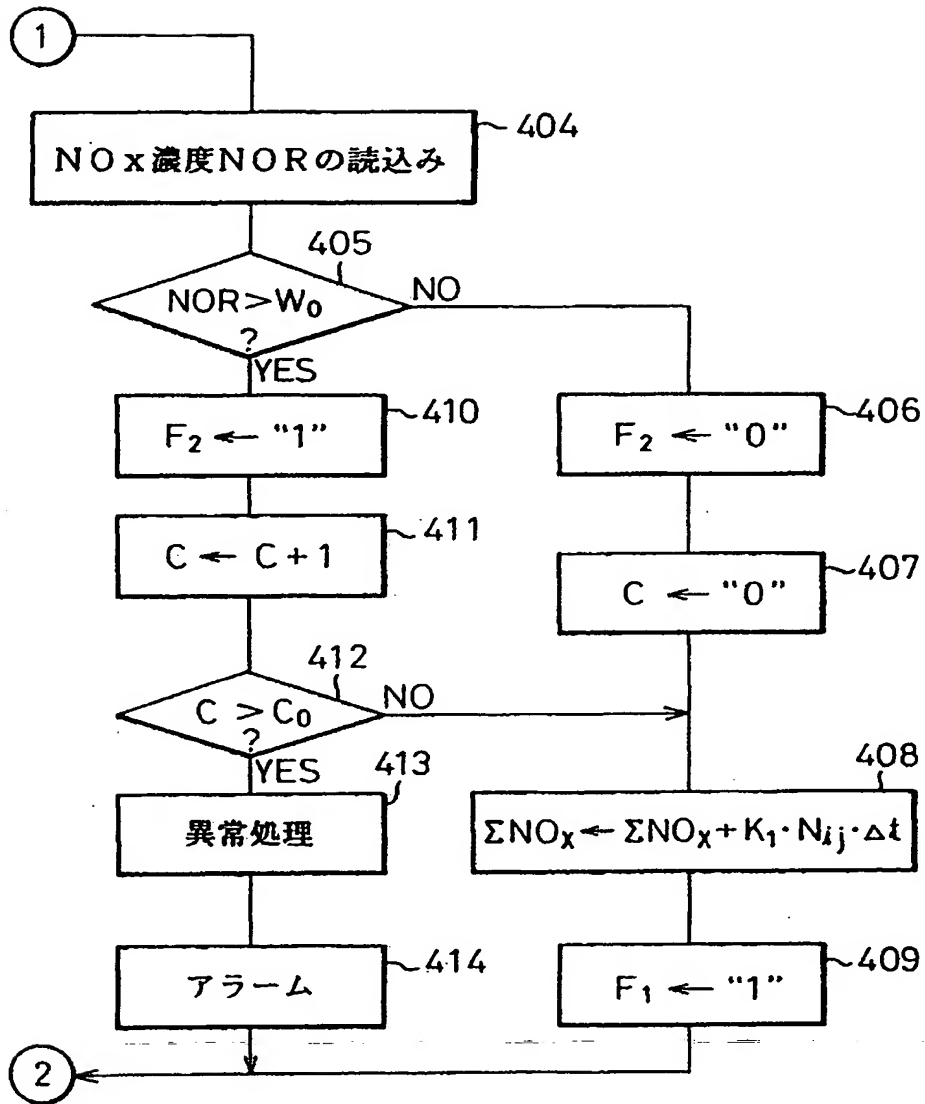 1
404
NOx濃度NORの読込み
405
NOR>W₀
?
NO
YES
410
F₂ ← "1"
406
F₂ ← "0"
411
C ← C+1
407
C ← "0"
412
C > C₀
?
NO
YES
413
異常処理
408
ΣNOx ← ΣNOx + K₁・Nij・Δt
414
アラーム
409
F₁ ← "1"
2